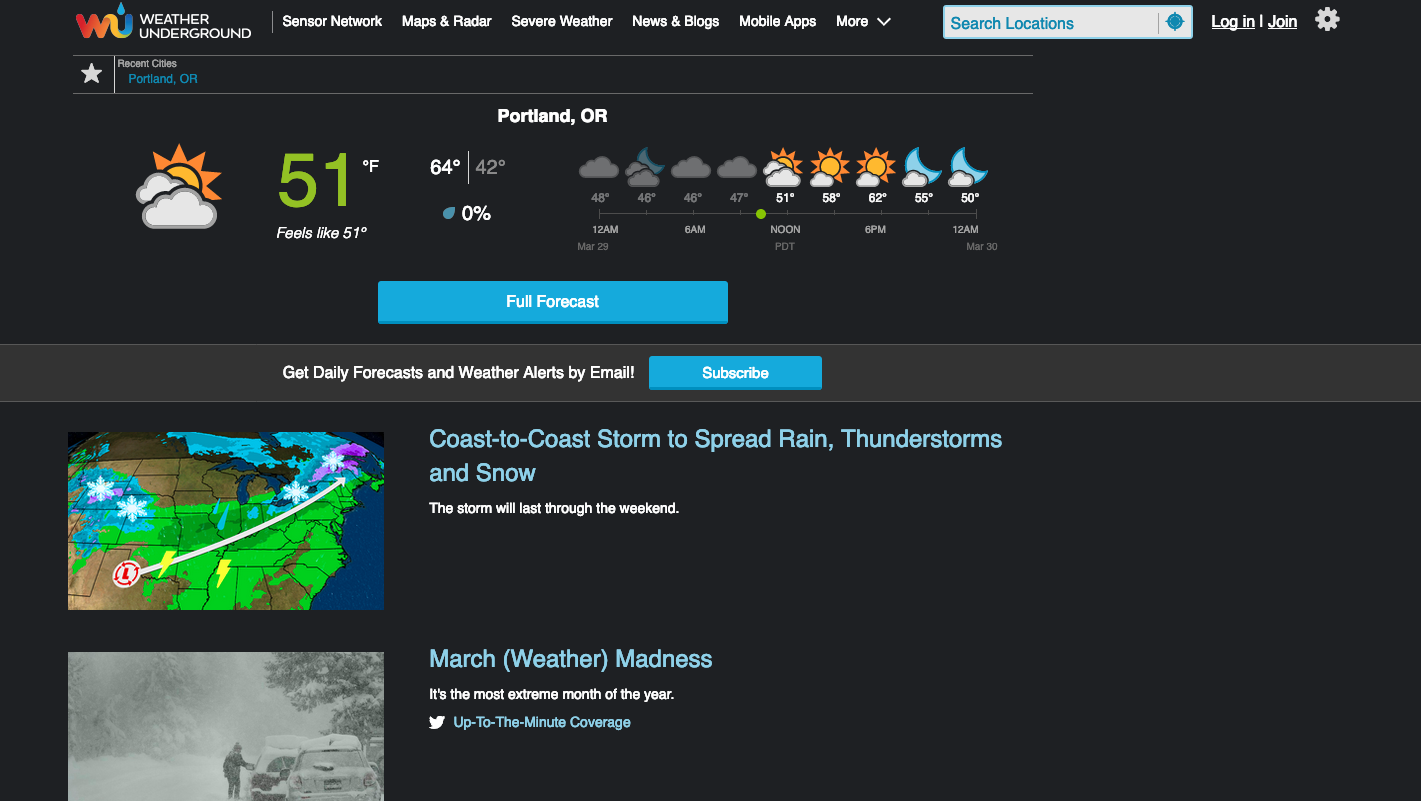 WEATHER
UNDERGROUND
Sensor Network Maps & Radar Severe Weather News & Blogs Mobile Apps More
Search Locations
Log in | Join
Recent Cities
Portland, OR
Portland, OR
51 °F
Feels like 51°
64° | 42°
0%
48° 46° 46° 47° 51° 58° 62° 55° 50°
12AM 6AM NOON 6PM 12AM
Mar 29 PDT Mar 30
Full Forecast
Get Daily Forecasts and Weather Alerts by Email! Subscribe
L
Coast-to-Coast Storm to Spread Rain, Thunderstorms
and Snow
The storm will last through the weekend.
March (Weather) Madness
It's the most extreme month of the year.
Up-To-The-Minute Coverage